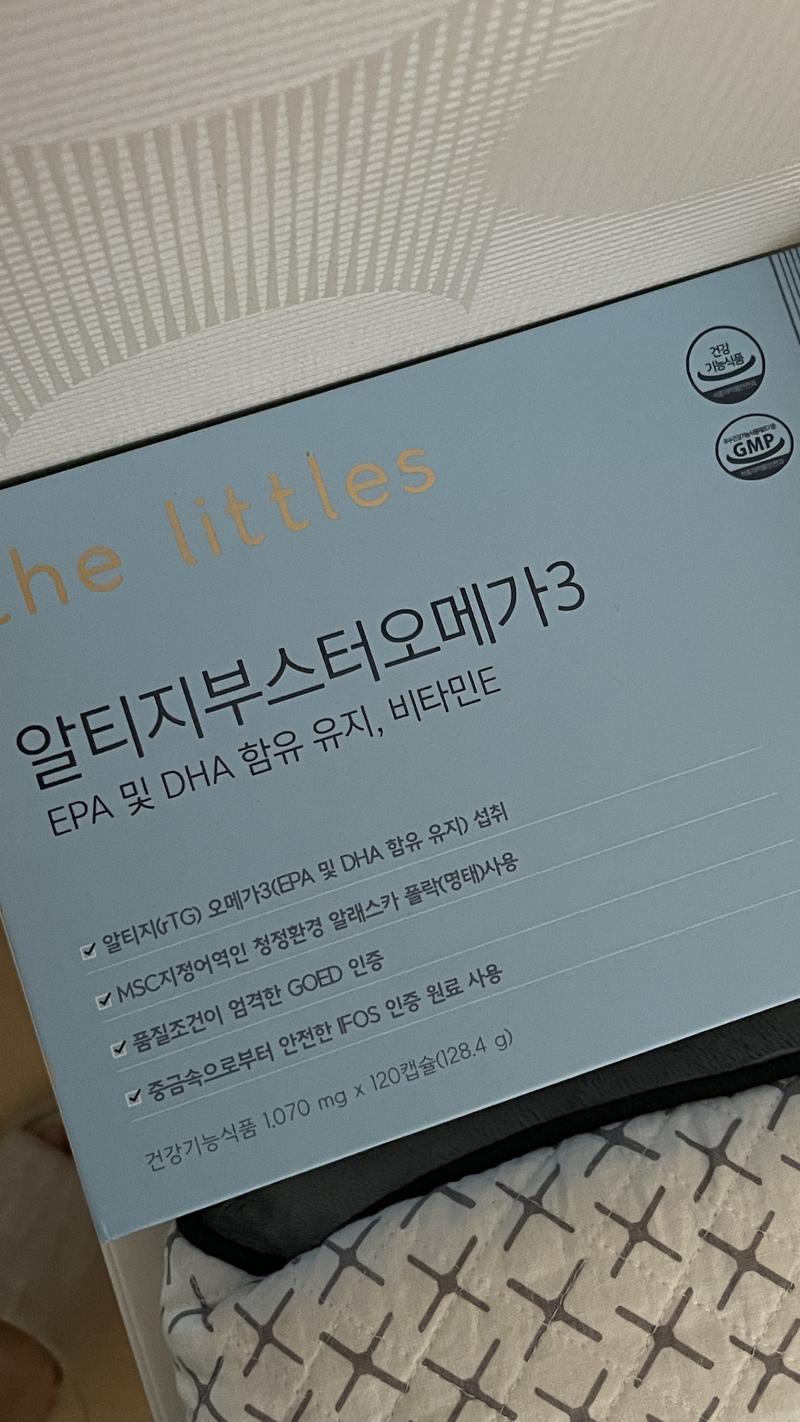 건강
기능식품
GMP
the littles
알티지부스터오메가3
EPA 및 DHA 함유 유지, 비타민E
알티지(rTG) 오메가3(EPA 및 DHA 함유 유지) 섭취
MSC지정어역인 청정환경 알래스카 폴락(명태)사용
품질조건이 엄격한 GOED 인증
중금속으로부터 안전한 IFOS 인증 원료 사용
건강기능식품 1,070 mg x 120캡슐(128.4 g)